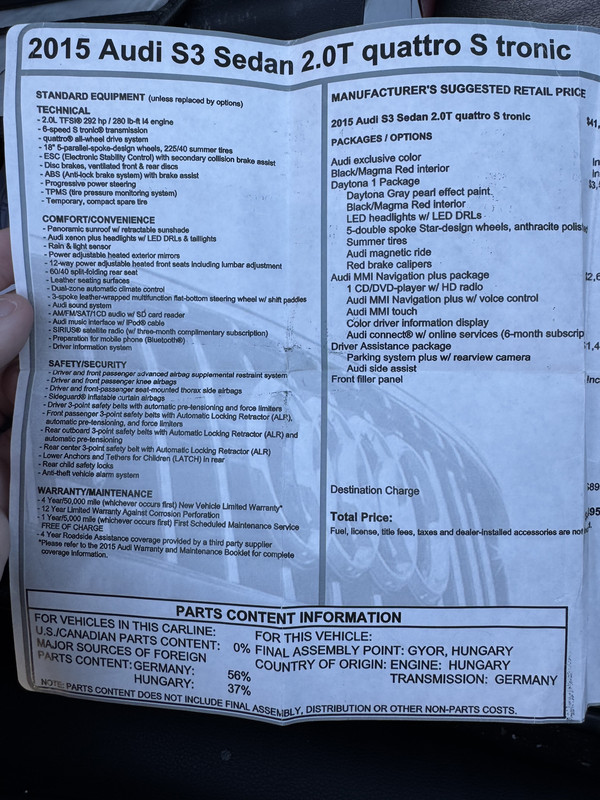 2015 Audi S3 Sedan 2.0T quattro S tronic
STANDARD EQUIPMENT (unless replaced by options)
TECHNICAL
- 2.0L TFSI® 292 hp / 280 lb-ft I4 engine
- 6-speed S tronic® transmission
- quattro® all-wheel drive system
- 18" 5-parallel-spoke-design wheels, 225/40 summer tires
- ESC (Electronic Stability Control) with secondary collision brake assist
- Disc brakes, ventilated front & rear discs
- ABS (Anti-lock brake system) with brake assist
- Progressive power steering
- TPMS (tire pressure monitoring system)
- Temporary, compact spare tire
COMFORT/CONVENIENCE
- Panoramic sunroof w/ retractable sunshade
- Audi xenon plus headlights w/ LED DRLs & taillights
- Rain & light sensor
- Power adjustable heated exterior mirrors
- 12-way power adjustable heated front seats including lumbar adjustment
- 60/40 split-folding rear seat
- Leather seating surfaces
- Dual-zone automatic climate control
- 3-spoke leather-wrapped multifunction flat-bottom steering wheel w/ shift paddles
- Audi sound system
- AM/FM/SAT/1CD audio w/ SD card reader
- Audi music interface w/ iPod® cable
- SIRIUS® satellite radio (w/ three-month complimentary subscription)
- Preparation for mobile phone (Bluetooth®)
- Driver information system
SAFETY/SECURITY
- Driver and front passenger advanced airbag supplemental restraint system
- Driver and front passenger knee airbags
- Driver and front-passenger seat-mounted thorax side airbags
- Sideguard® inflatable curtain airbags
- Driver 3-point safety belts with automatic pre-tensioning and force limiters
- Front passenger 3-point safety belts with Automatic Locking Retractor (ALR),
automatic pre-tensioning, and force limiters
- Rear outboard 3-point safety belts with Automatic Locking Retractor (ALR) and
automatic pre-tensioning
- Rear center 3-point safety belt with Automatic Locking Retractor (ALR)
- Lower Anchors and Tethers for Children (LATCH) in rear
- Rear child safety locks
- Anti-theft vehicle alarm system
WARRANTY/MAINTENANCE
- 4 Year/50,000 mile (whichever occurs first) New Vehicle Limited Warranty*
- 12 Year Limited Warranty Against Corrosion Perforation
- 1 Year/5,000 mile (whichever occurs first) First Scheduled Maintenance Service
FREE OF CHARGE
- 4 Year Roadside Assistance coverage provided by a third party supplier
*Please refer to the 2015 Audi Warranty and Maintenance Booklet for complete
coverage information.
MANUFACTURER'S SUGGESTED RETAIL PRICE
2015 Audi S3 Sedan 2.0T quattro S tronic
PACKAGES / OPTIONS
Audi exclusive color
Black/Magma Red interior
Daytona 1 Package
Daytona Gray pearl effect paint
Black/Magma Red interior
LED headlights w/ LED DRLs
5-double spoke Star-design wheels, anthracite polish
Summer tires
Audi magnetic ride
Red brake calipers
Audi MMI Navigation plus package
1 CD/DVD-player w/ HD radio
Audi MMI Navigation plus w/ voice control
Audi MMI touch
Color driver information display
Audi connect® w/ online services (6-month subscrip
Driver Assistance package
Parking system plus w/ rearview camera
Audi side assist
Front filler panel
Destination Charge
Total Price:
Fuel, license, title fees, taxes and dealer-installed accessories are not
PARTS CONTENT INFORMATION
FOR VEHICLES IN THIS CARLINE:
U.S./CANADIAN PARTS CONTENT: 0%
MAJOR SOURCES OF FOREIGN
PARTS CONTENT: GERMANY: 56%
HUNGARY: 37%
FOR THIS VEHICLE:
FINAL ASSEMBLY POINT: GYOR, HUNGARY
COUNTRY OF ORIGIN: ENGINE: HUNGARY
TRANSMISSION: GERMANY
NOTE: PARTS CONTENT DOES NOT INCLUDE FINAL ASSEMBLY, DISTRIBUTION OR OTHER NON-PARTS COSTS.